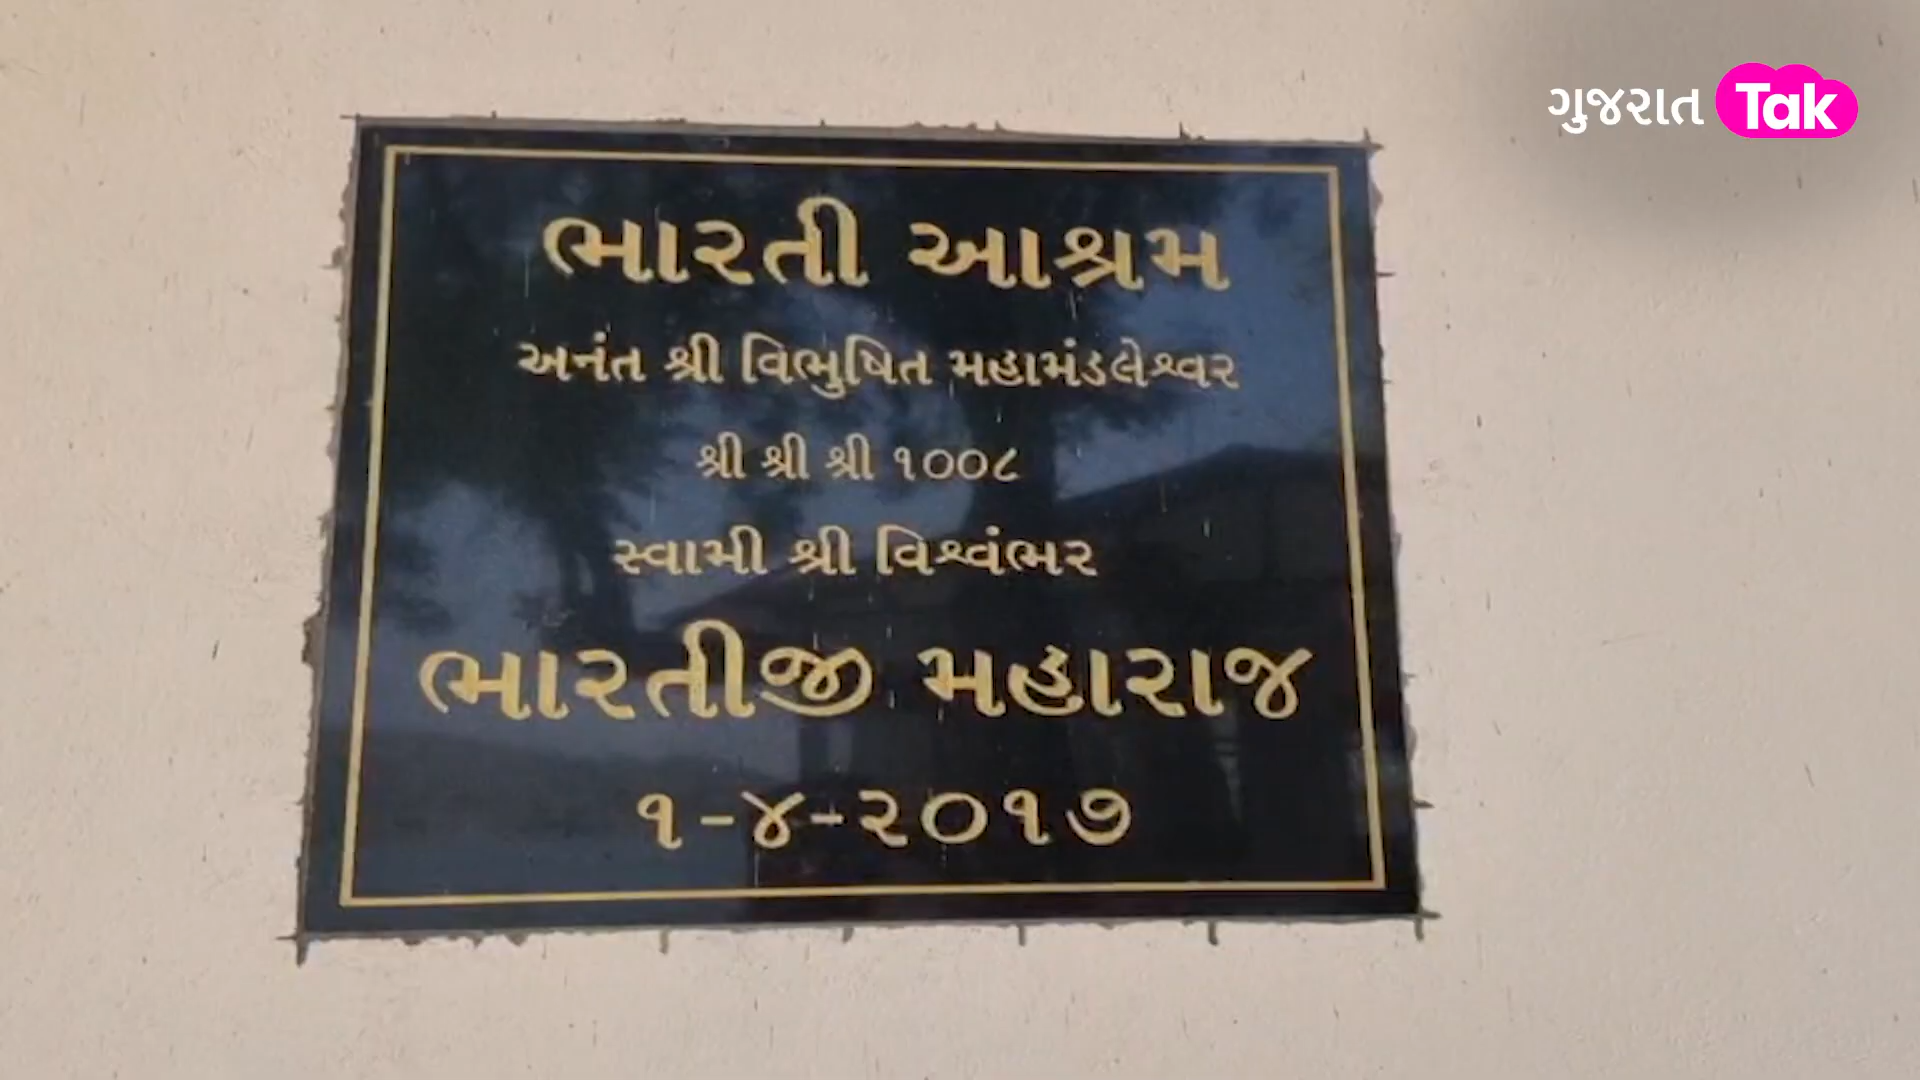 ગુજરાત Tak
ભારતી આશ્રમ
અનંત શ્રી વિભુષિત મહામંડલેશ્વર
શ્રી શ્રી શ્રી ૧૦૦૮
સ્વામી શ્રી વિશ્વંભર
ભારતીજી મહારાજ
૧-૪-૨૦૧૭